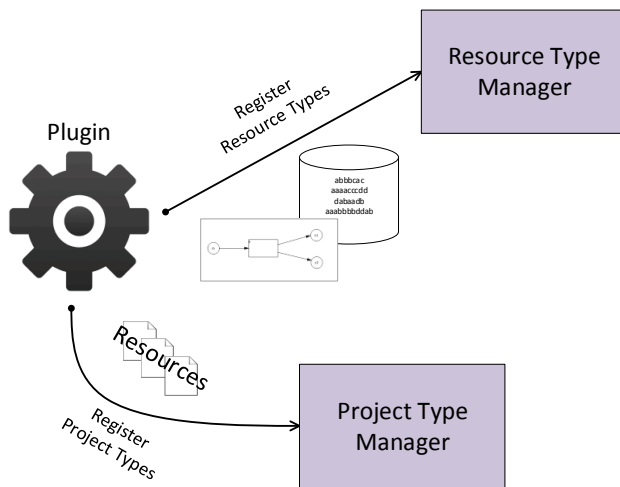 Resource Type
Manager
Register
Resource Types
Plugin
abbbcac
aaaacccdd
dabaadb
aaabbbbddab
Resources
Register
Project Types
Project Type
Manager